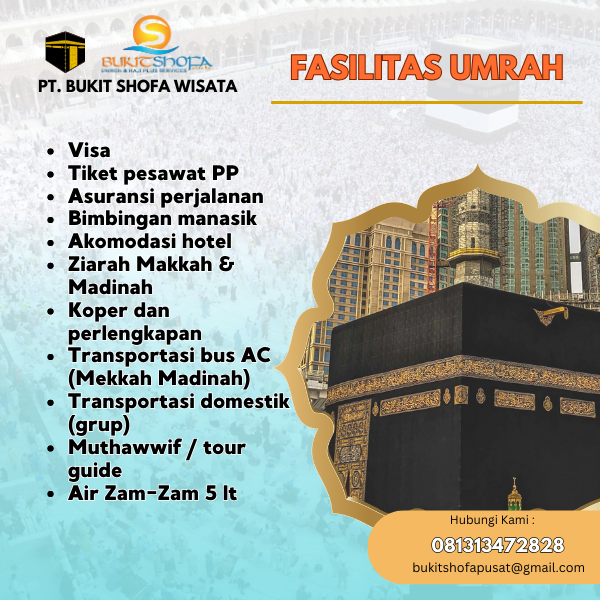 BUKITSHOFA
PT. BUKIT SHOFA WISATA
FASILITAS UMRAH
• Visa
• Tiket pesawat PP
• Asuransi perjalanan
• Bimbingan manasik
• Akomodasi hotel
• Ziarah Makkah &
Madinah
• Koper dan
perlengkapan
• Transportasi bus AC
(Mekkah Madinah)
• Transportasi domestik
(grup)
• Muthawwif / tour
guide
• Air Zam-Zam 5 lt
Hubungi Kami :
081313472828
bukitshofapusat@gmail.com